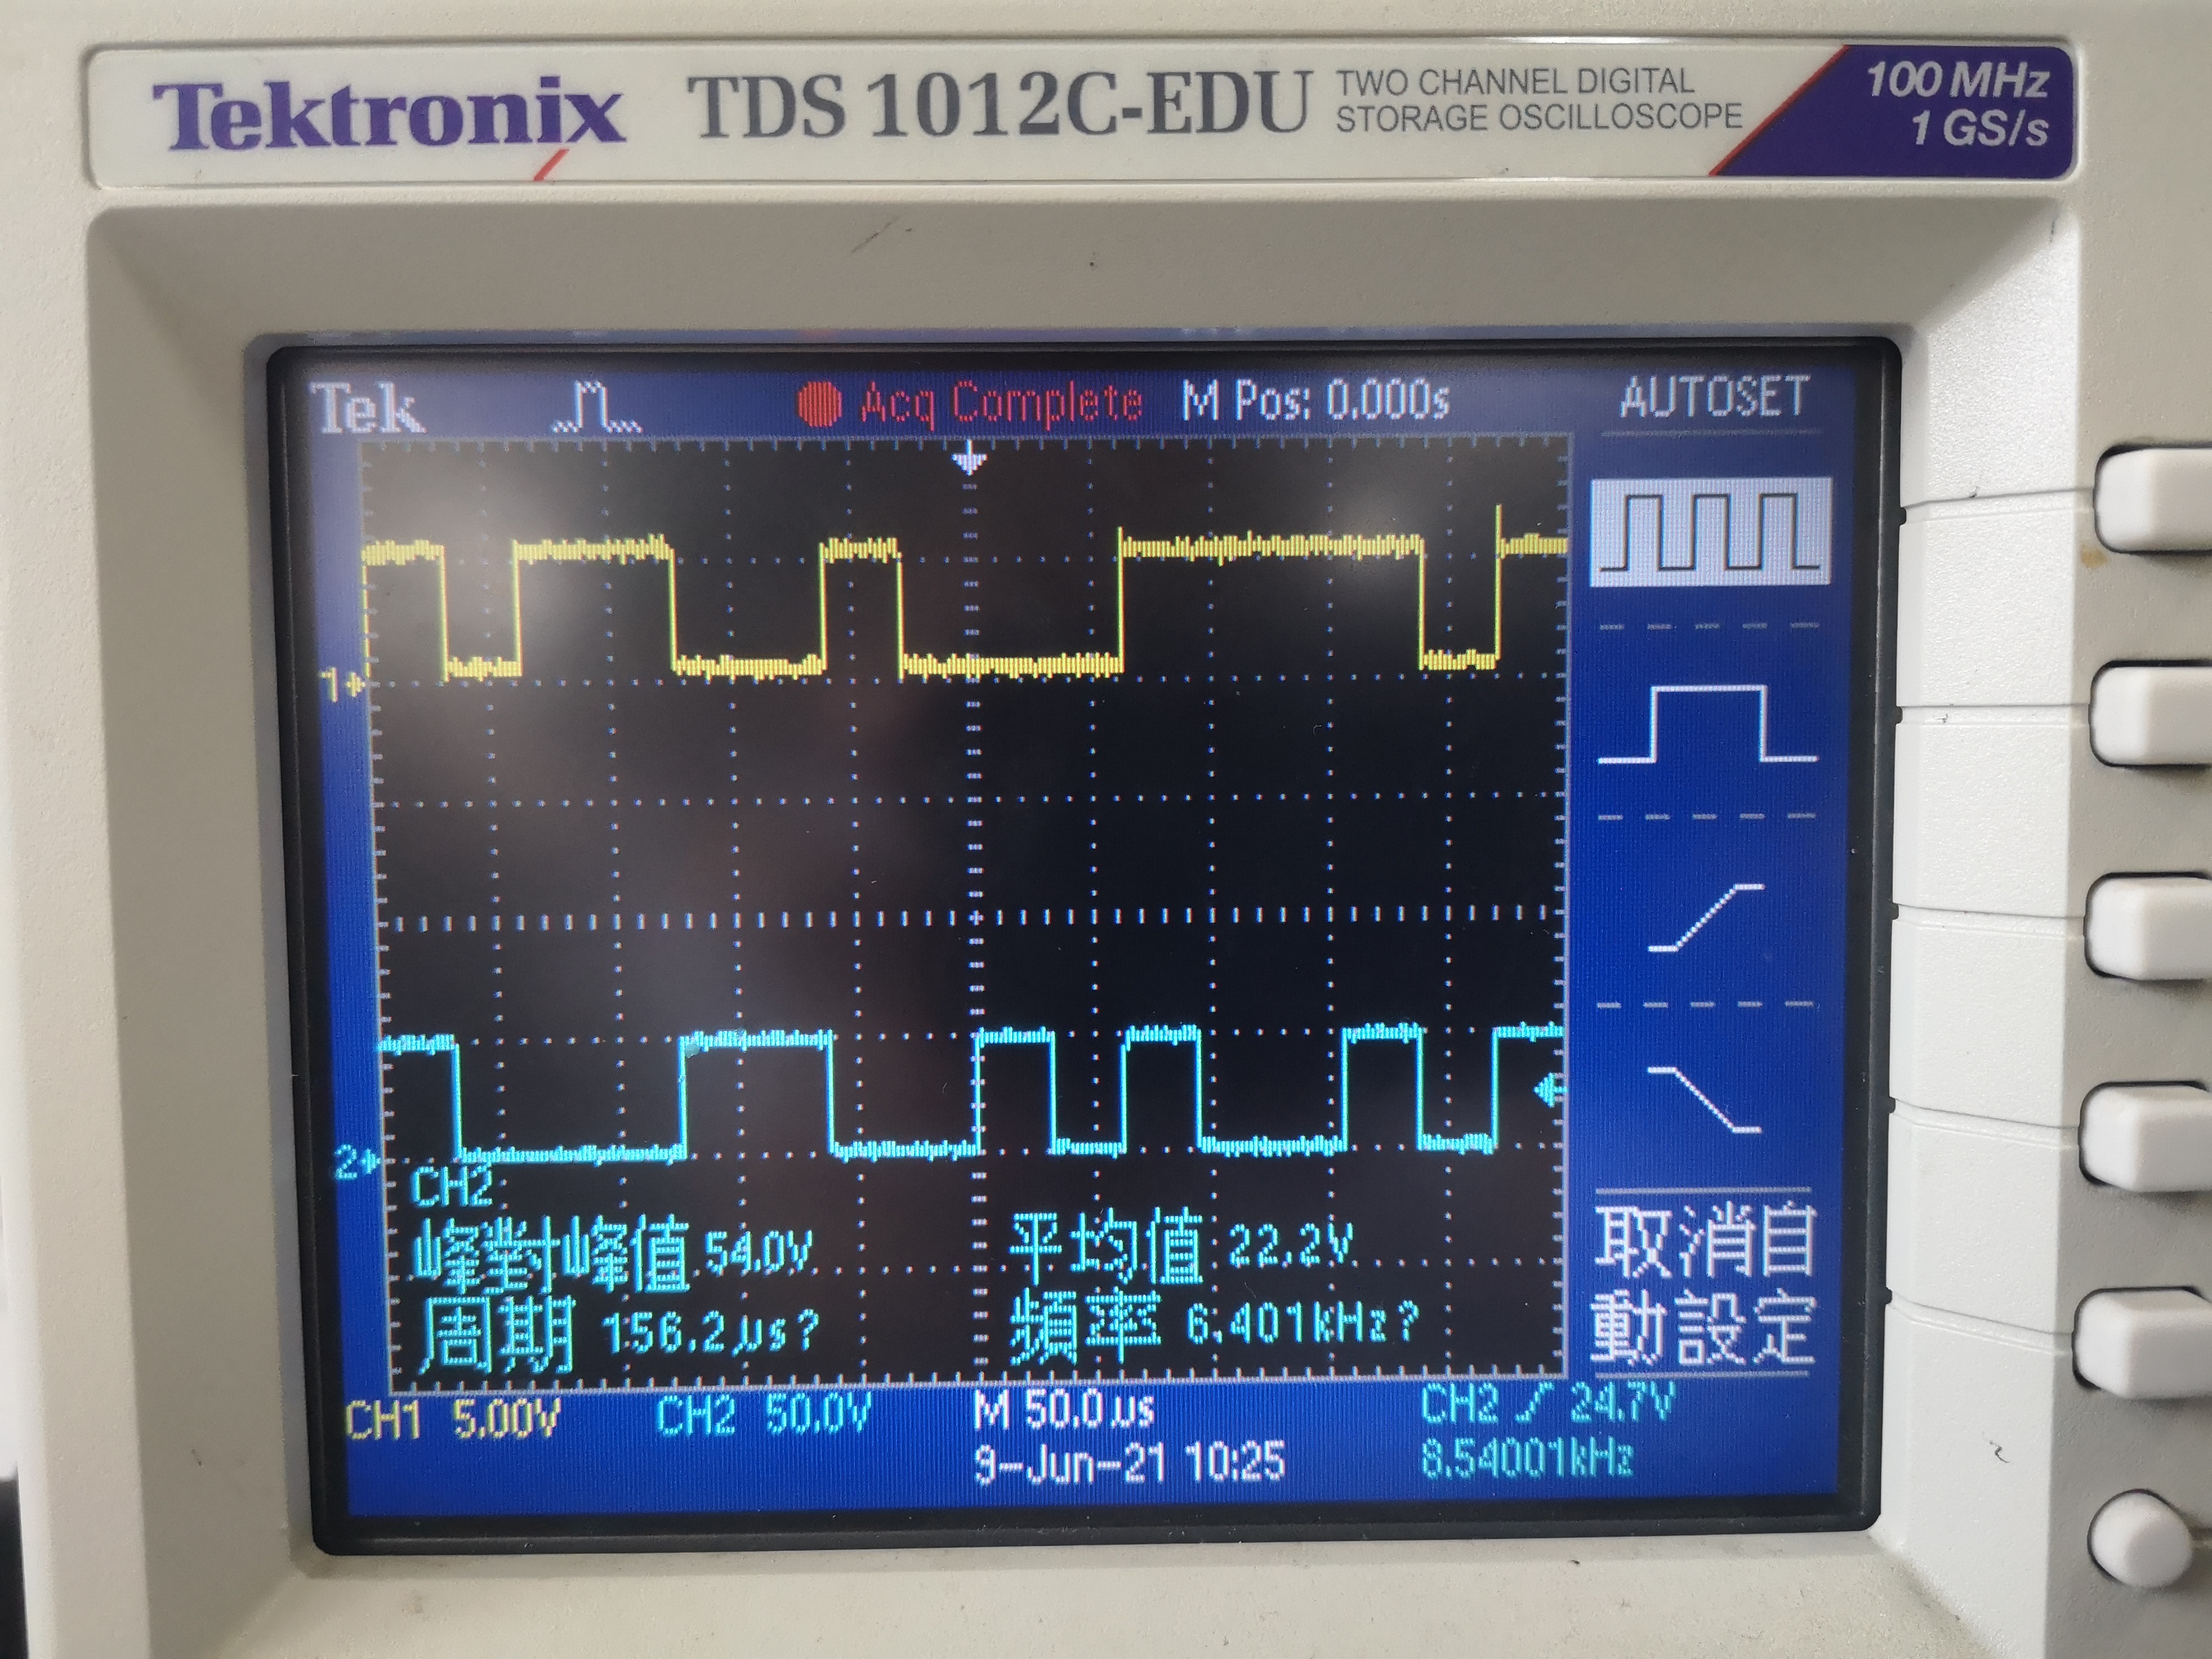 Tektronix TDS 1012C-EDU TWO CHANNEL DIGITAL STORAGE OSCILLOSCOPE
100 MHz
1 GS/s
Tek Acq Complete M Pos: 0.000s AUTOSET
1
2
CH2
峰對峰值 54.0V 平均值 22.2V
周期 156.2µs? 頻率 6.401kHz?
取消自
動設定
CH1 5.00V CH2 50.0V M 50.0µs CH2 24.7V
9-Jun-21 10:25 8.54001kHz